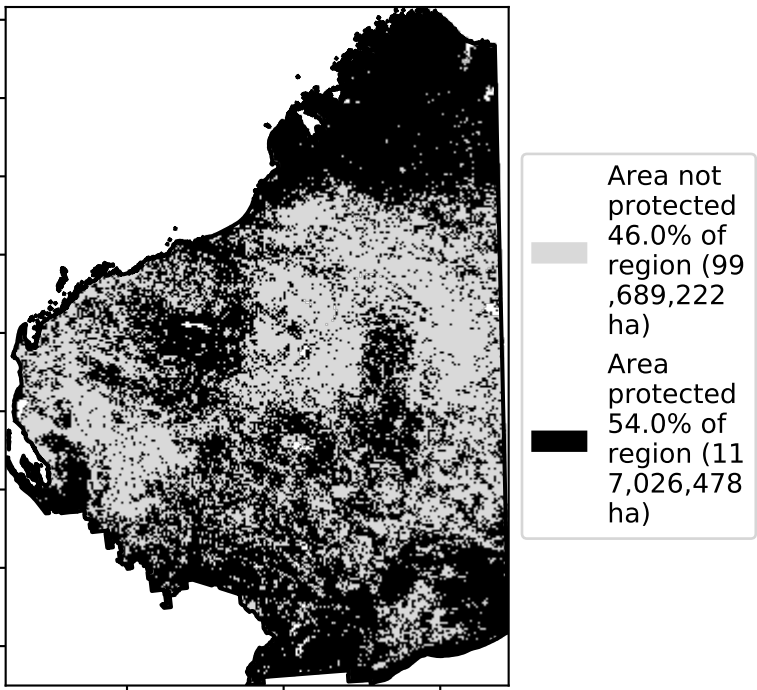 Area not
protected
46.0% of
region (99
,689,222
ha)
Area
protected
54.0% of
region (11
7,026,478
ha)